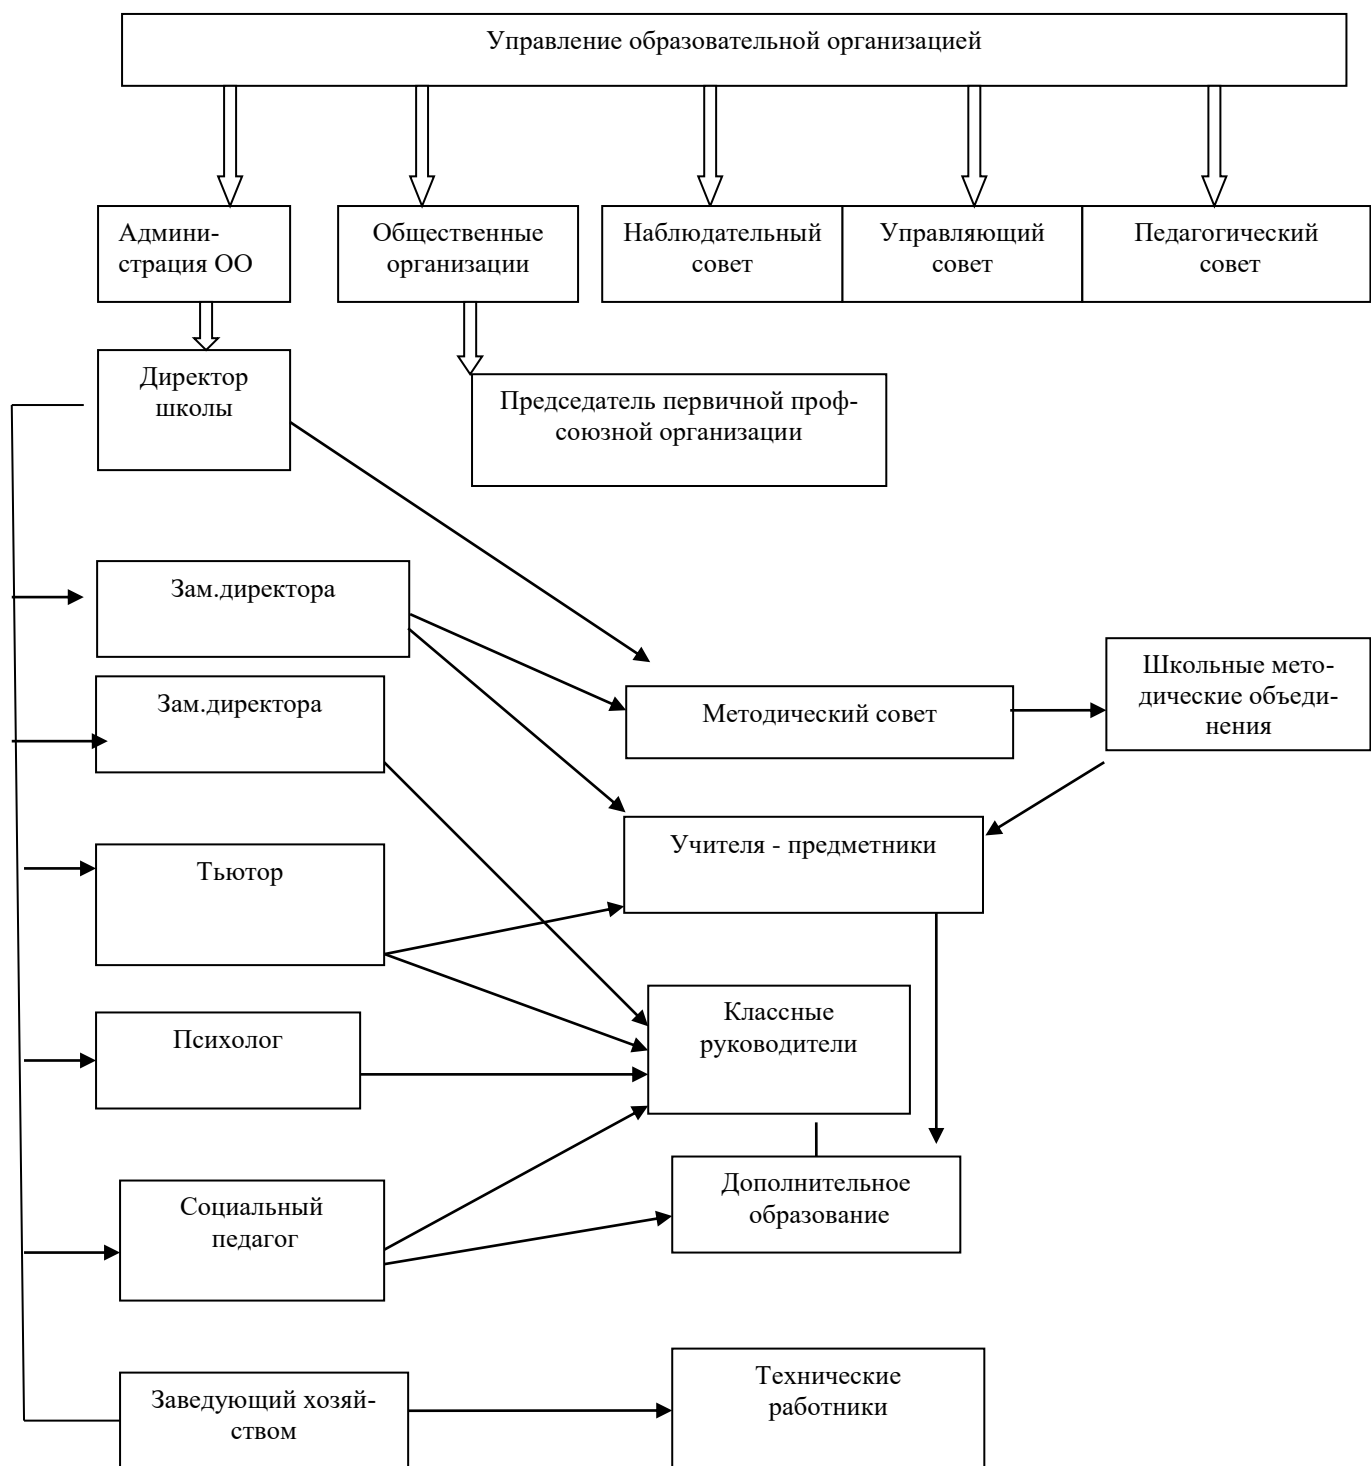 Управление образовательной организацией
Админи-
страция ОО
Общественные
организации
Наблюдательный
совет
Управляющий
совет
Педагогический
совет
Директор
школы
Председатель первичной проф-
союзной организации
Зам.директора
Школьные мето-
дические объеди-
нения
Зам.директора
Методический совет
Учителя - предметники
Тьютор
Классные
руководители
Психолог
Дополнительное
образование
Социальный
педагог
Технические
работники
Заведующий хозяй-
ством